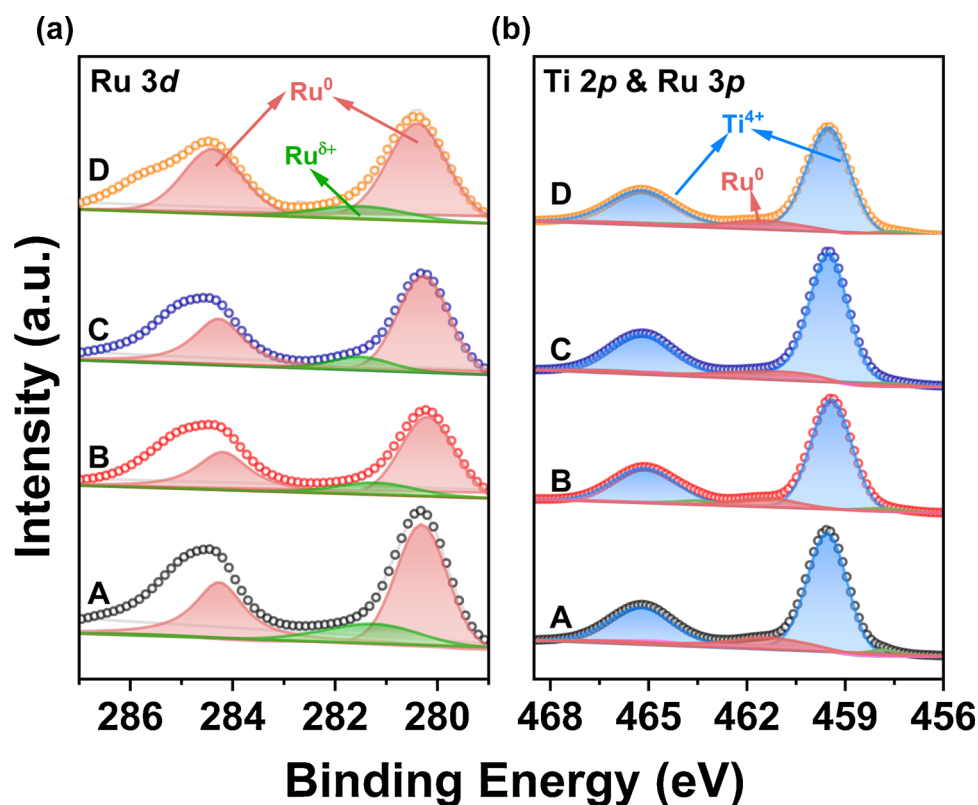 (a)
(b)
Ru 3d
Ru⁰
Ruδ+
D
C
B
A
Ti 2p & Ru 3p
Ti⁴⁺
Ru⁰
D
C
B
A
Intensity (a.u.)
286 284 282 280
468 465 462 459 456
Binding Energy (eV)